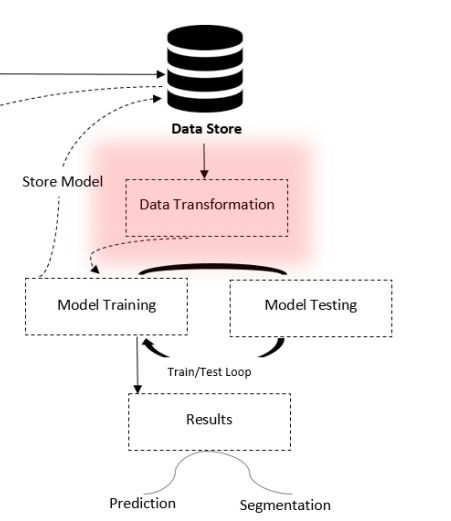 Data Store
Store Model
Data Transformation
Model Training
Model Testing
Train/Test Loop
Results
Prediction
Segmentation